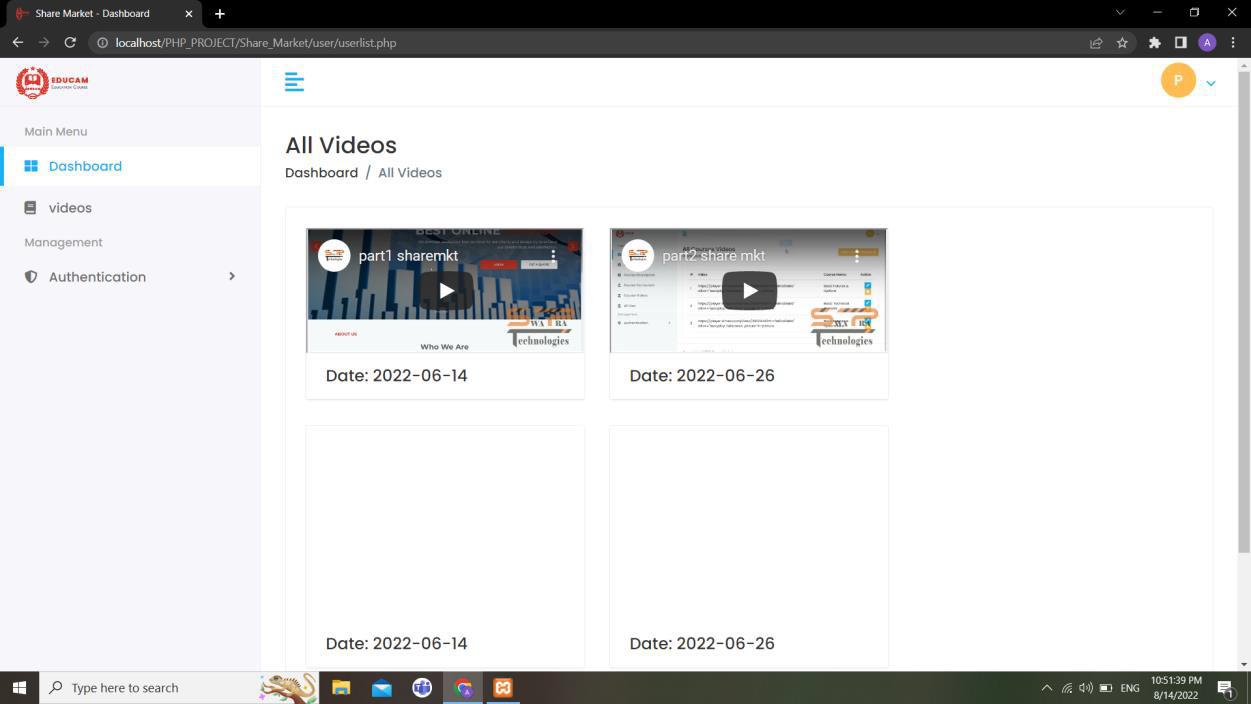 Share Market - Dashboard
localhost/PHP_PROJECT/Share_Market/user/userlist.php
A
EDUCAM
EDUCATION COURSE
P
Main Menu
Dashboard
videos
Management
Authentication
All Videos
Dashboard / All Videos
BEST ONLINE
part1 sharemkt
ABOUT US
Who We Are
Technologies
Date: 2022-06-14
All Course Videos
part2 share mkt
Technologies
Date: 2022-06-26
Date: 2022-06-14
Date: 2022-06-26
Type here to search
ENG
10:51:39 PM
8/14/2022
1